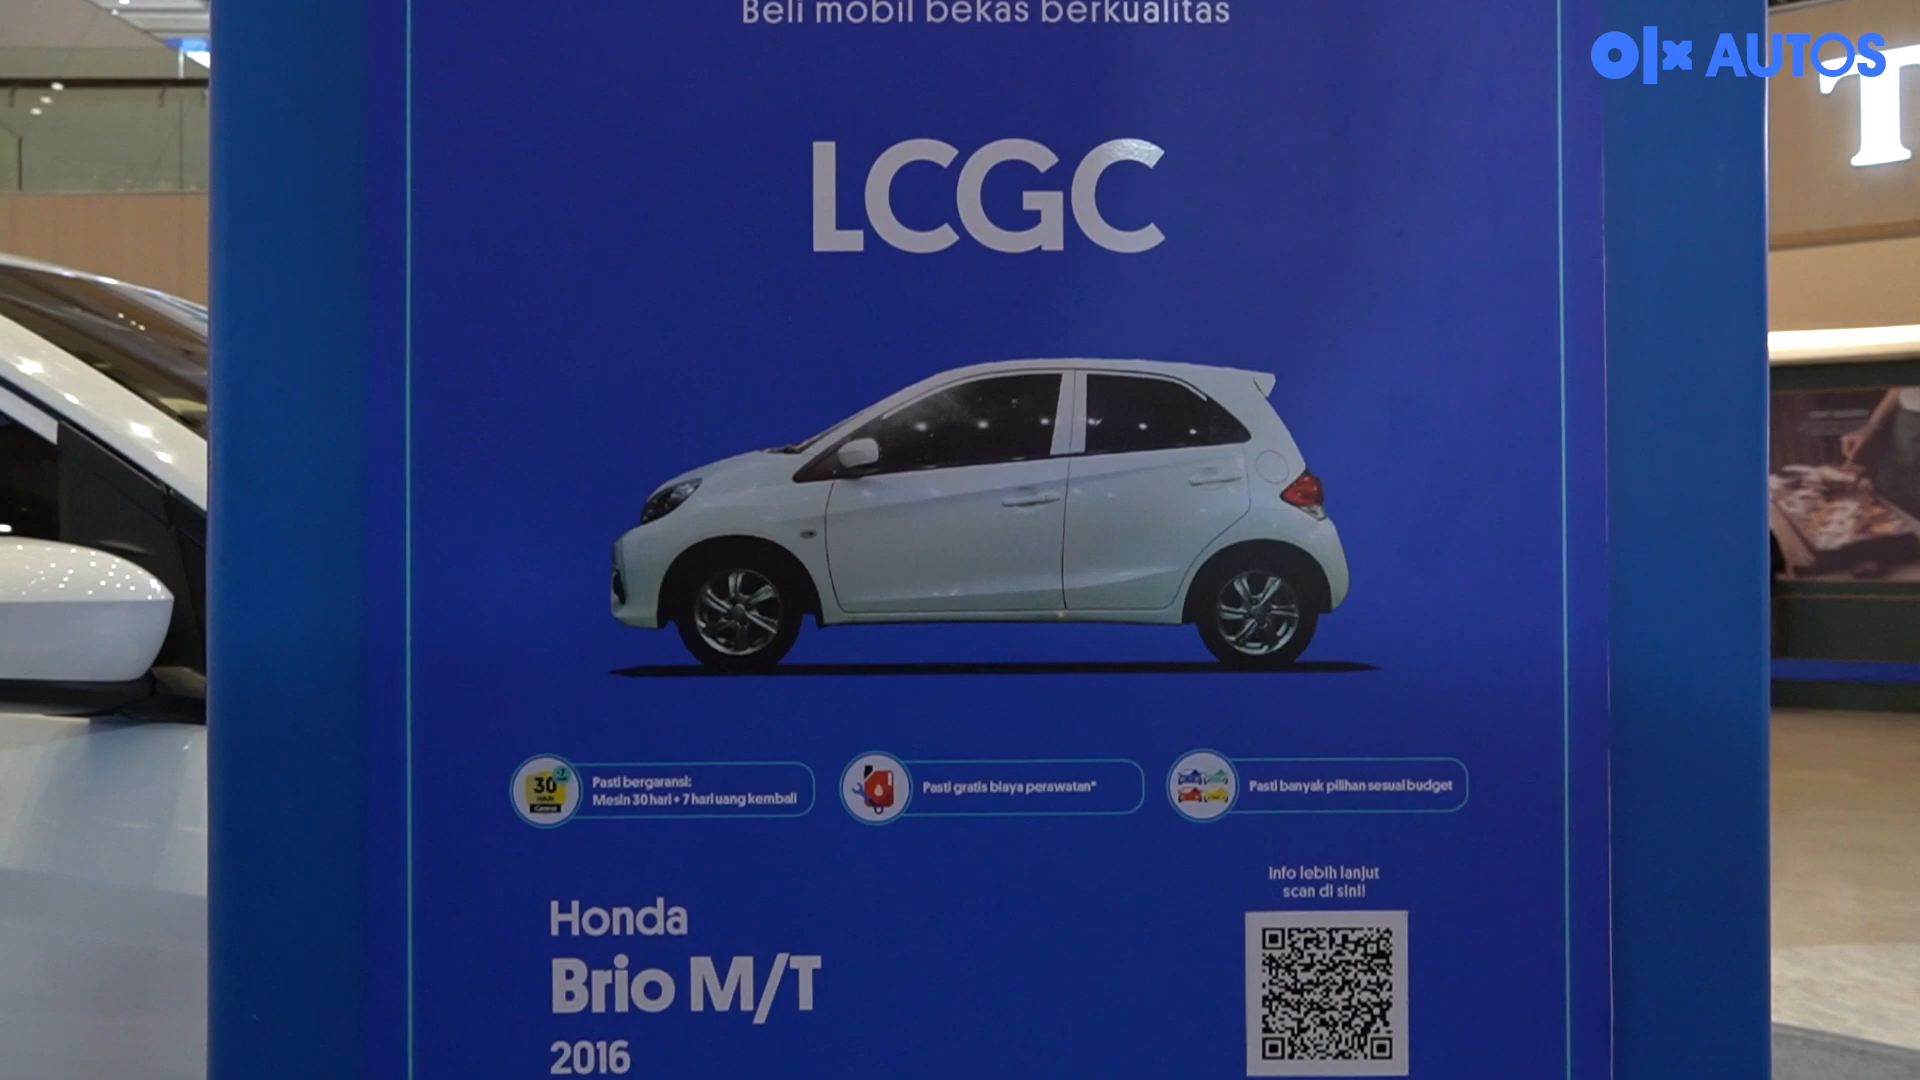 Beli mobil bekas berkualitas
OLX AUTOS
T
LCGC
30
Pasti bergaransi:
Mesin 30 hari + 7 hari uang kembali
Pasti gratis biaya perawatan*
Pasti banyak pilihan sesuai budget
Info lebih lanjut
scan di sini!
Honda
Brio M/T
2016